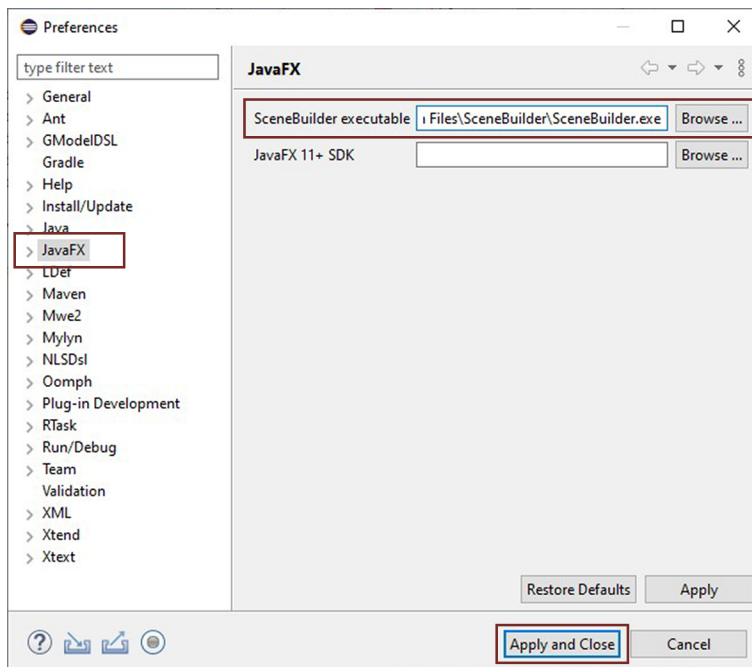 Preferences
type filter text
General
Ant
GModelDSL
Gradle
Help
Install/Update
Java
JavaFX
LDef
Maven
Mwe2
Mylyn
NLSDsl
Oomph
Plug-in Development
RTask
Run/Debug
Team
Validation
XML
Xtend
Xtext
JavaFX
SceneBuilder executable Files\SceneBuilder\SceneBuilder.exe Browse ...
JavaFX 11+ SDK Browse ...
Restore Defaults Apply
Apply and Close Cancel